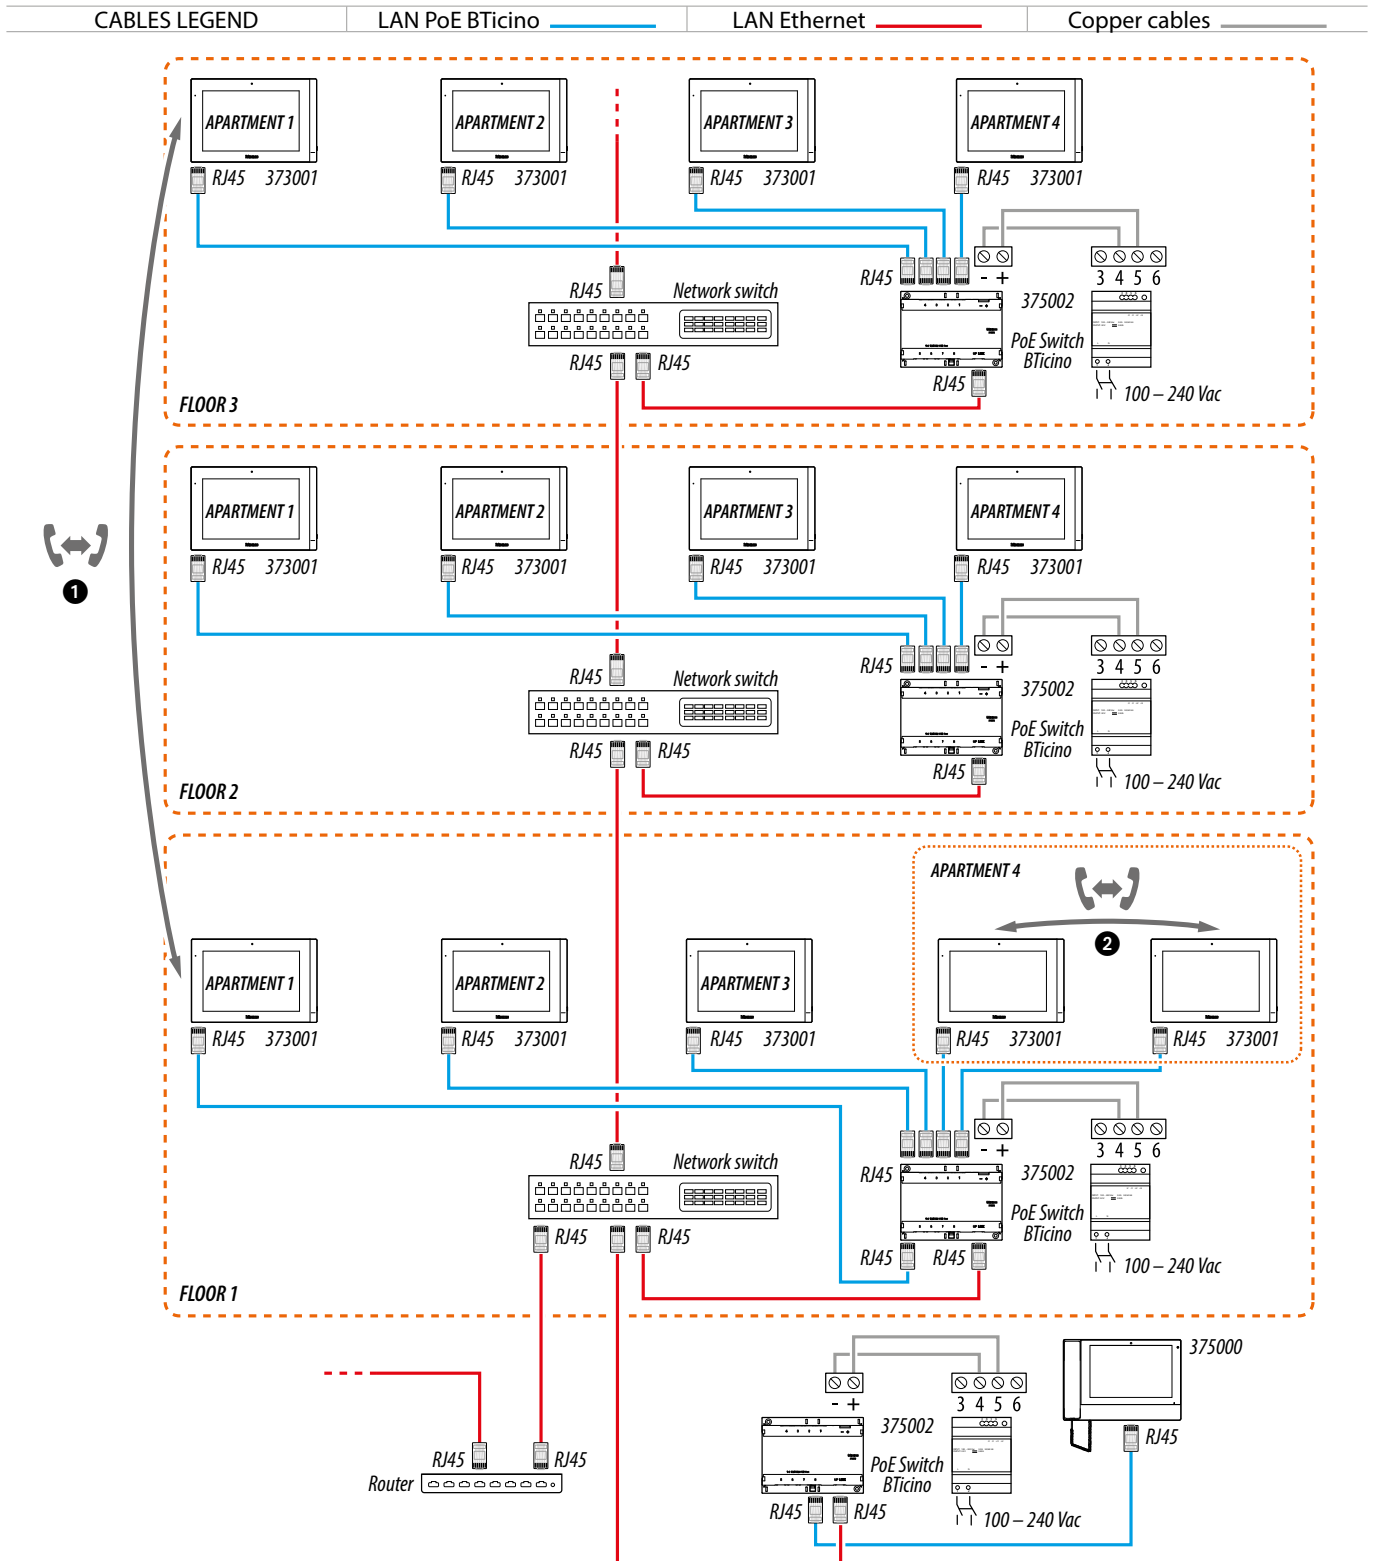 CABLES LEGEND LAN PoE BTicino LAN Ethernet Copper cables
APARTMENT 1 APARTMENT 2 APARTMENT 3 APARTMENT 4
RJ45 373001 RJ45 373001 RJ45 373001 RJ45 373001
RJ45 - + 3 4 5 6
RJ45 Network switch 375002
PoE Switch
BTicino
RJ45 RJ45 RJ45 100 – 240 Vac
FLOOR 3
APARTMENT 1 APARTMENT 2 APARTMENT 3 APARTMENT 4
1
RJ45 373001 RJ45 373001 RJ45 373001 RJ45 373001
RJ45 - + 3 4 5 6
RJ45 Network switch 375002
PoE Switch
BTicino
RJ45 RJ45 RJ45 100 – 240 Vac
FLOOR 2
APARTMENT 4
2
APARTMENT 1 APARTMENT 2 APARTMENT 3
RJ45 373001 RJ45 373001 RJ45 373001 RJ45 373001 RJ45 373001
- + 3 4 5 6
RJ45 Network switch RJ45 375002
PoE Switch
BTicino
RJ45 RJ45 RJ45 RJ45 100 – 240 Vac
FLOOR 1
375000
- + 3 4 5 6
375002 RJ45
RJ45 RJ45 PoE Switch
Router BTicino
RJ45 RJ45 100 – 240 Vac